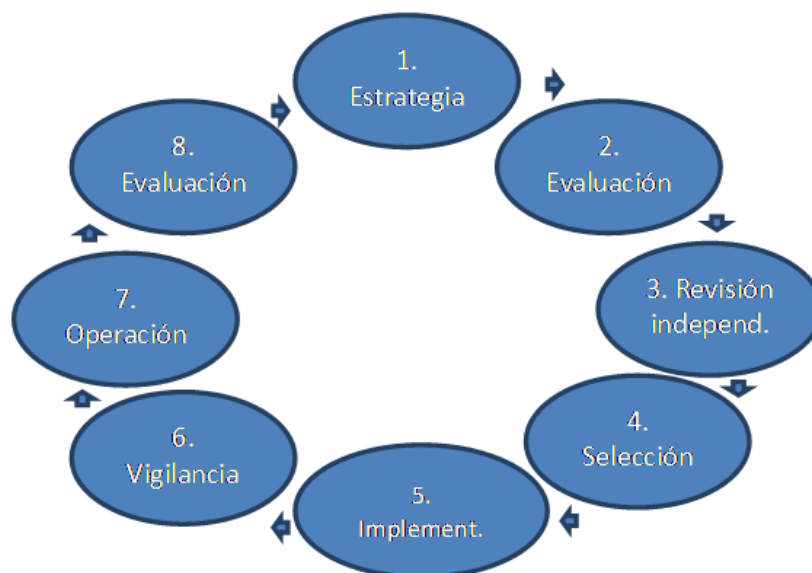 1.
Estrategia
2.
Evaluación
3. Revisión
independ.
4.
Selección
5.
Implement.
6.
Vigilancia
7.
Operación
8.
Evaluación